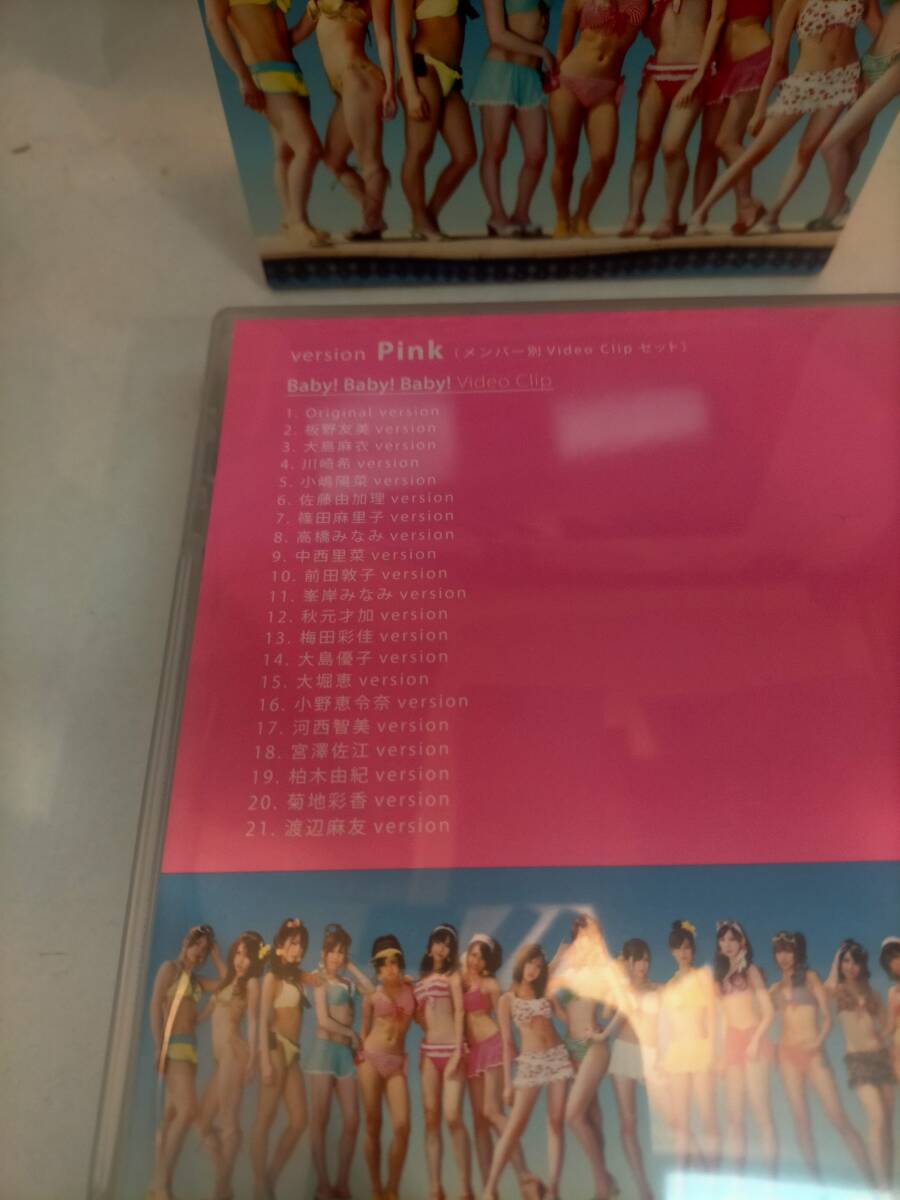 version Pink (メンバー別 Video Clip セット)
Baby! Baby! Baby! Video Clip
1. Original version
2. 板野友美 version
3. 大島麻衣 version
4. 川崎希 version
5. 小嶋陽菜 version
6. 佐藤由加理 version
7. 篠田麻里子 version
8. 高橋みなみ version
9. 中西里菜 version
10. 前田敦子 version
11. 峯岸みなみ version
12. 秋元才加 version
13. 梅田彩佳 version
14. 大島優子 version
15. 大堀恵 version
16. 小野恵令奈 version
17. 河西智美 version
18. 宮澤佐江 version
19. 柏木由紀 version
20. 菊地彩香 version
21. 渡辺麻友 version